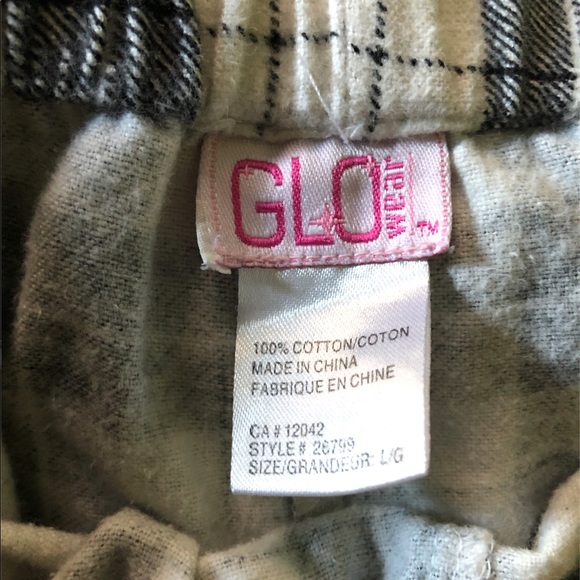 GLO wear ™
100% COTTON/COTON
MADE IN CHINA
FABRIQUE EN CHINE
CA # 12042
STYLE # 26799
SIZE/GRANDEUR: L/G